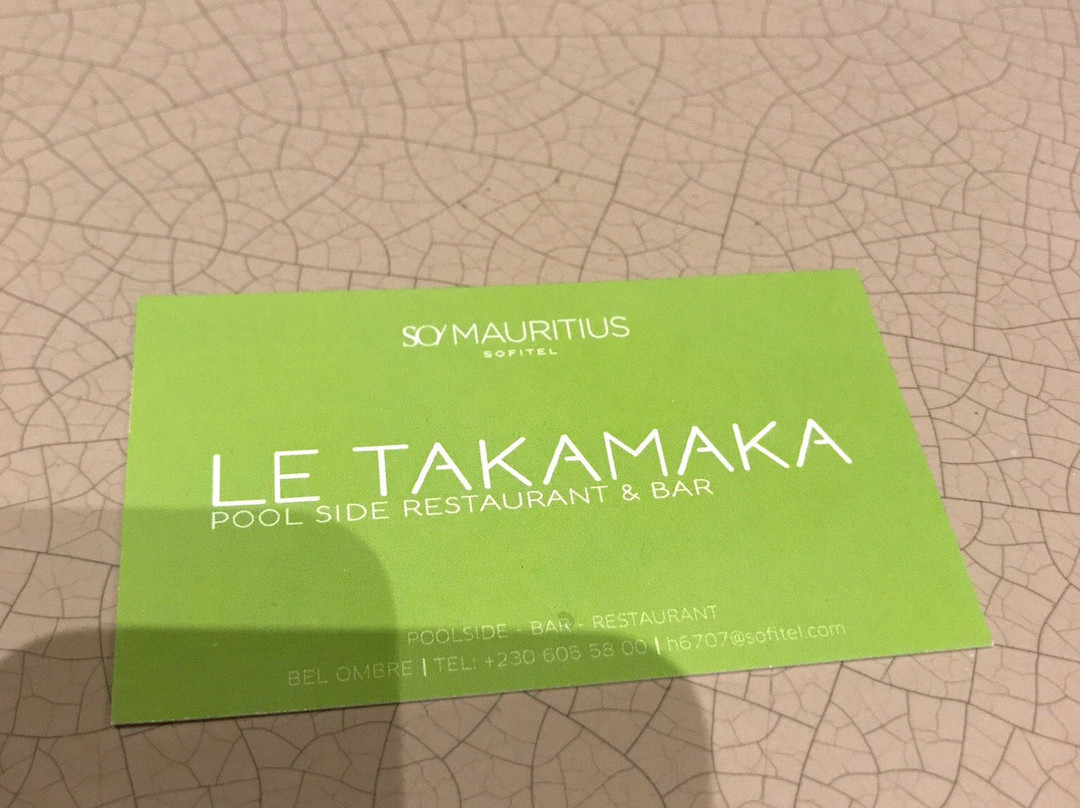 SO/ MAURITIUS
SOFITEL
LE TAKAMAKA
POOL SIDE RESTAURANT & BAR
POOLSIDE - BAR - RESTAURANT
BEL OMBRE | TEL: +230 605 58 00 | h6707@sofitel.com